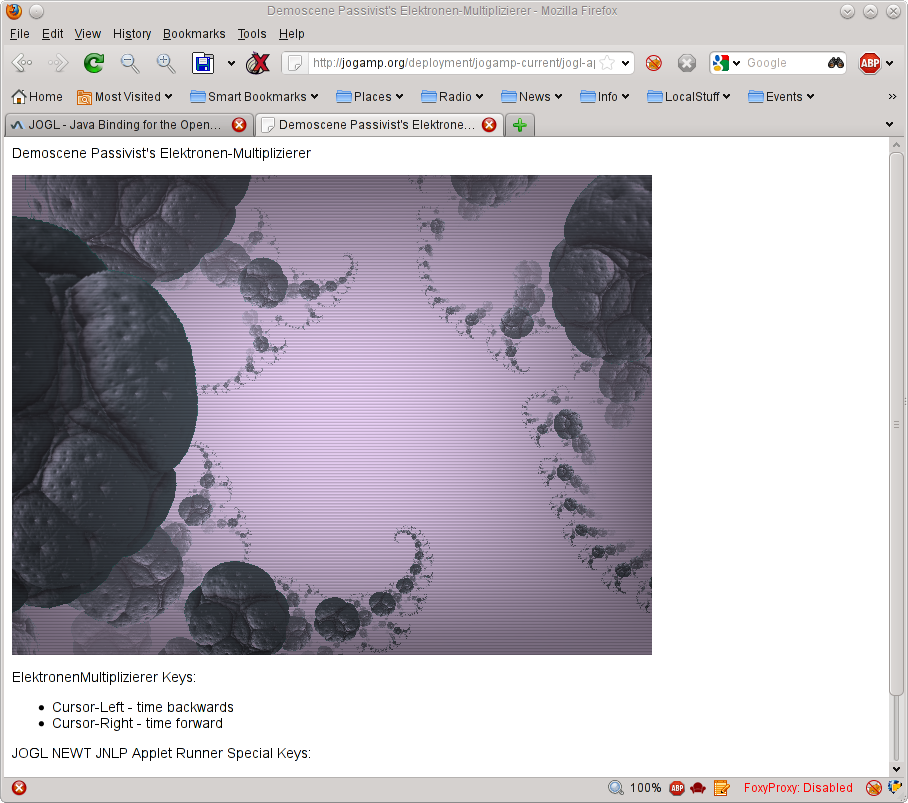 Demoscene Passivist's Elektronen-Multiplizierer - Mozilla Firefox
File Edit View History Bookmarks Tools Help
http://jogamp.org/deployment/jogamp-current/jogl-ap
Google
ABP
Home Most Visited Smart Bookmarks Places Radio News Info LocalStuff Events »
JOGL - Java Binding for the Open... Demoscene Passivist's Elektrone...
Demoscene Passivist's Elektronen-Multiplizierer
ElektronenMultiplizierer Keys:
• Cursor-Left - time backwards
• Cursor-Right - time forward
JOGL NEWT JNLP Applet Runner Special Keys:
100% ABP FoxyProxy: Disabled